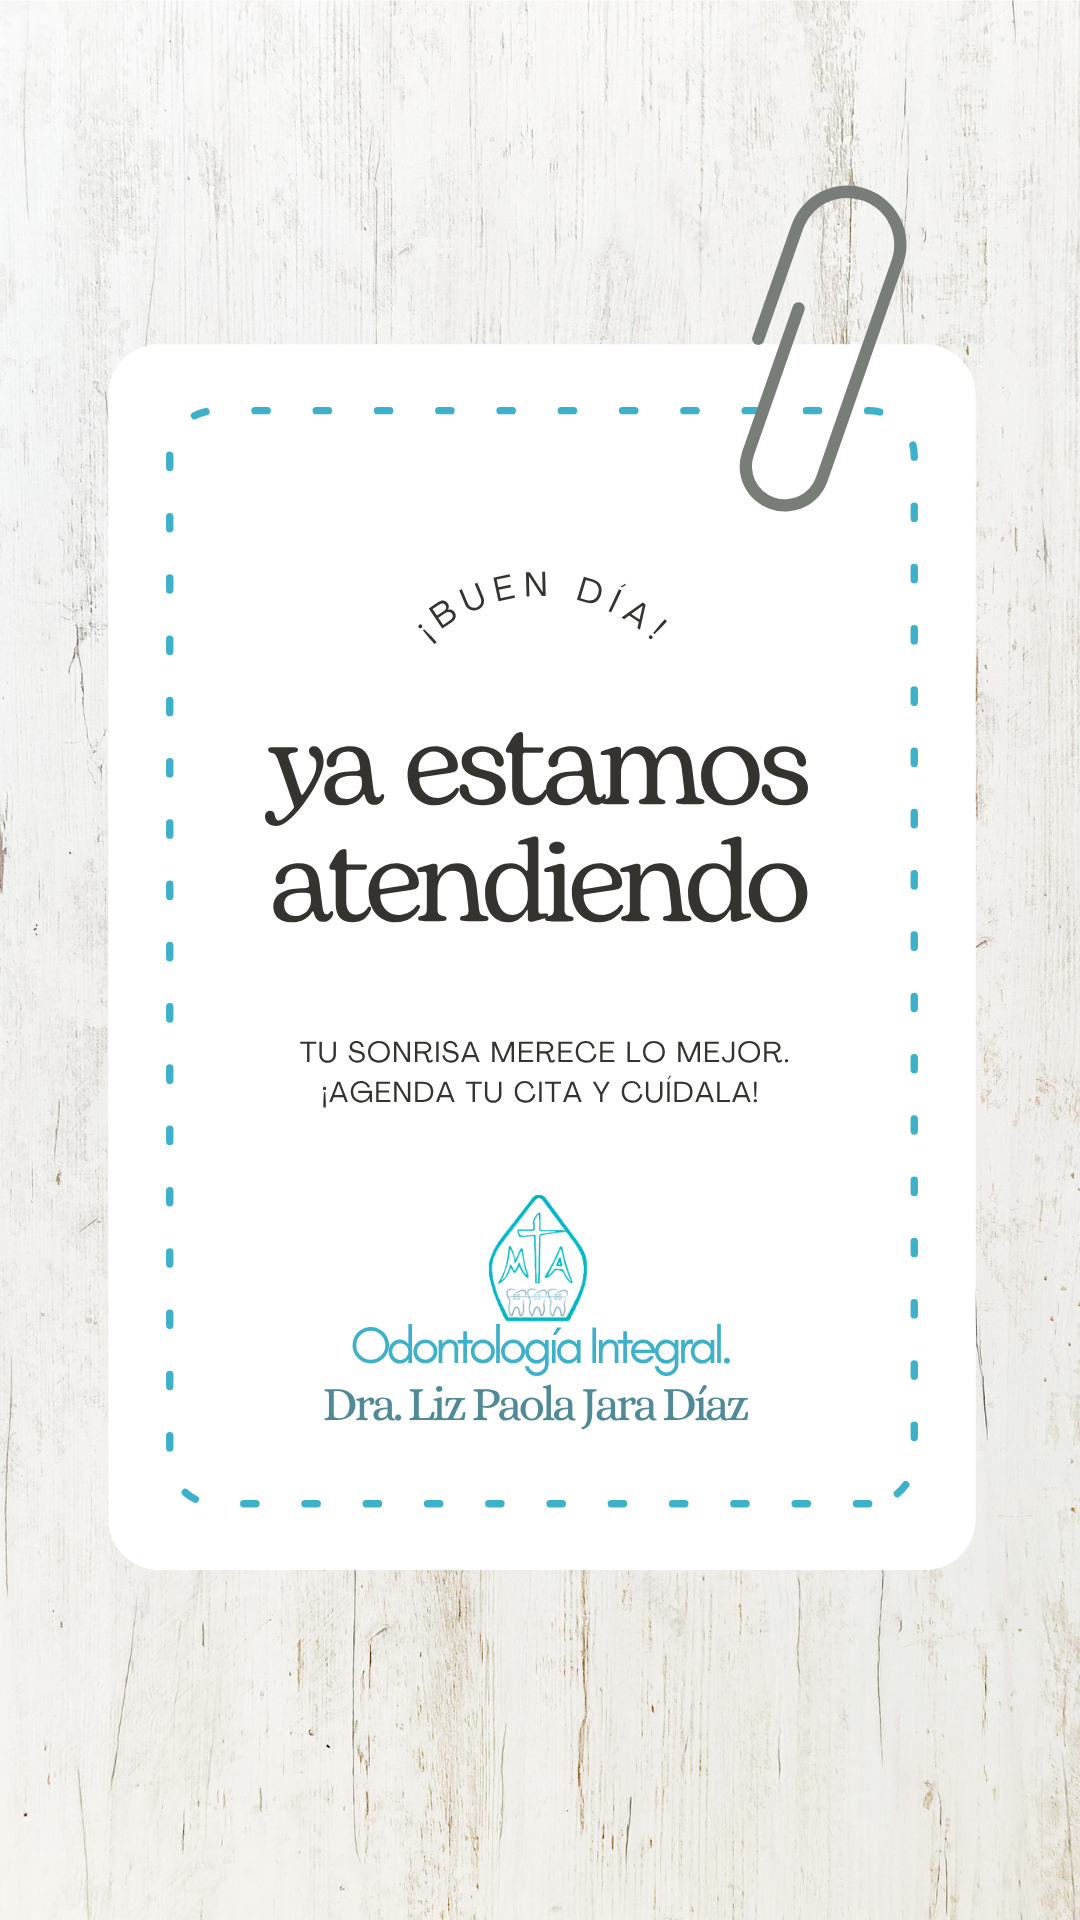 ¡BUEN DÍA!
ya estamos
atendiendo
TU SONRISA MERECE LO MEJOR.
¡AGENDA TU CITA Y CUÍDALA!
MTA
Odontología Integral.
Dra. Liz Paola Jara Díaz